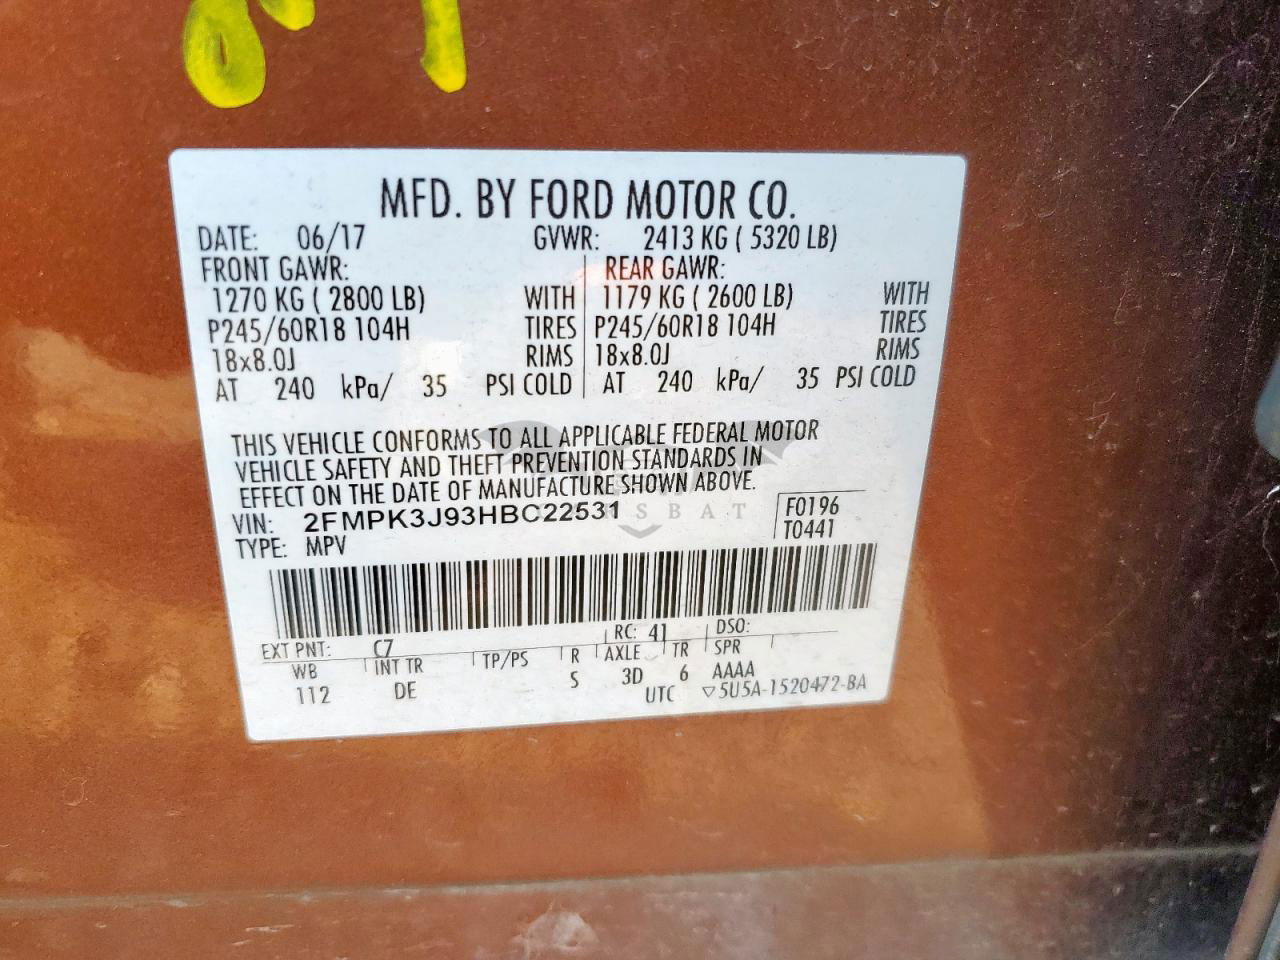 MFD. BY FORD MOTOR CO.
DATE: 06/17 GVWR: 2413 KG ( 5320 LB)
FRONT GAWR: REAR GAWR:
1270 KG ( 2800 LB) WITH 1179 KG ( 2600 LB) WITH
P245/60R18 104H TIRES P245/60R18 104H TIRES
18x8.0J RIMS 18x8.0J RIMS
AT 240 kPa/ 35 PSI COLD AT 240 kPa/ 35 PSI COLD
THIS VEHICLE CONFORMS TO ALL APPLICABLE FEDERAL MOTOR
VEHICLE SAFETY AND THEFT PREVENTION STANDARDS IN
EFFECT ON THE DATE OF MANUFACTURE SHOWN ABOVE.
VIN: 2FMPK3J93HBC22531 F0196
TYPE: MPV T0441
EXT PNT: C7 RC: 41 DSO:
WB INT TR TP/PS R AXLE TR SPR
112 DE S 3D 6 AAAA
UTC ▽5U5A-1520472-BA